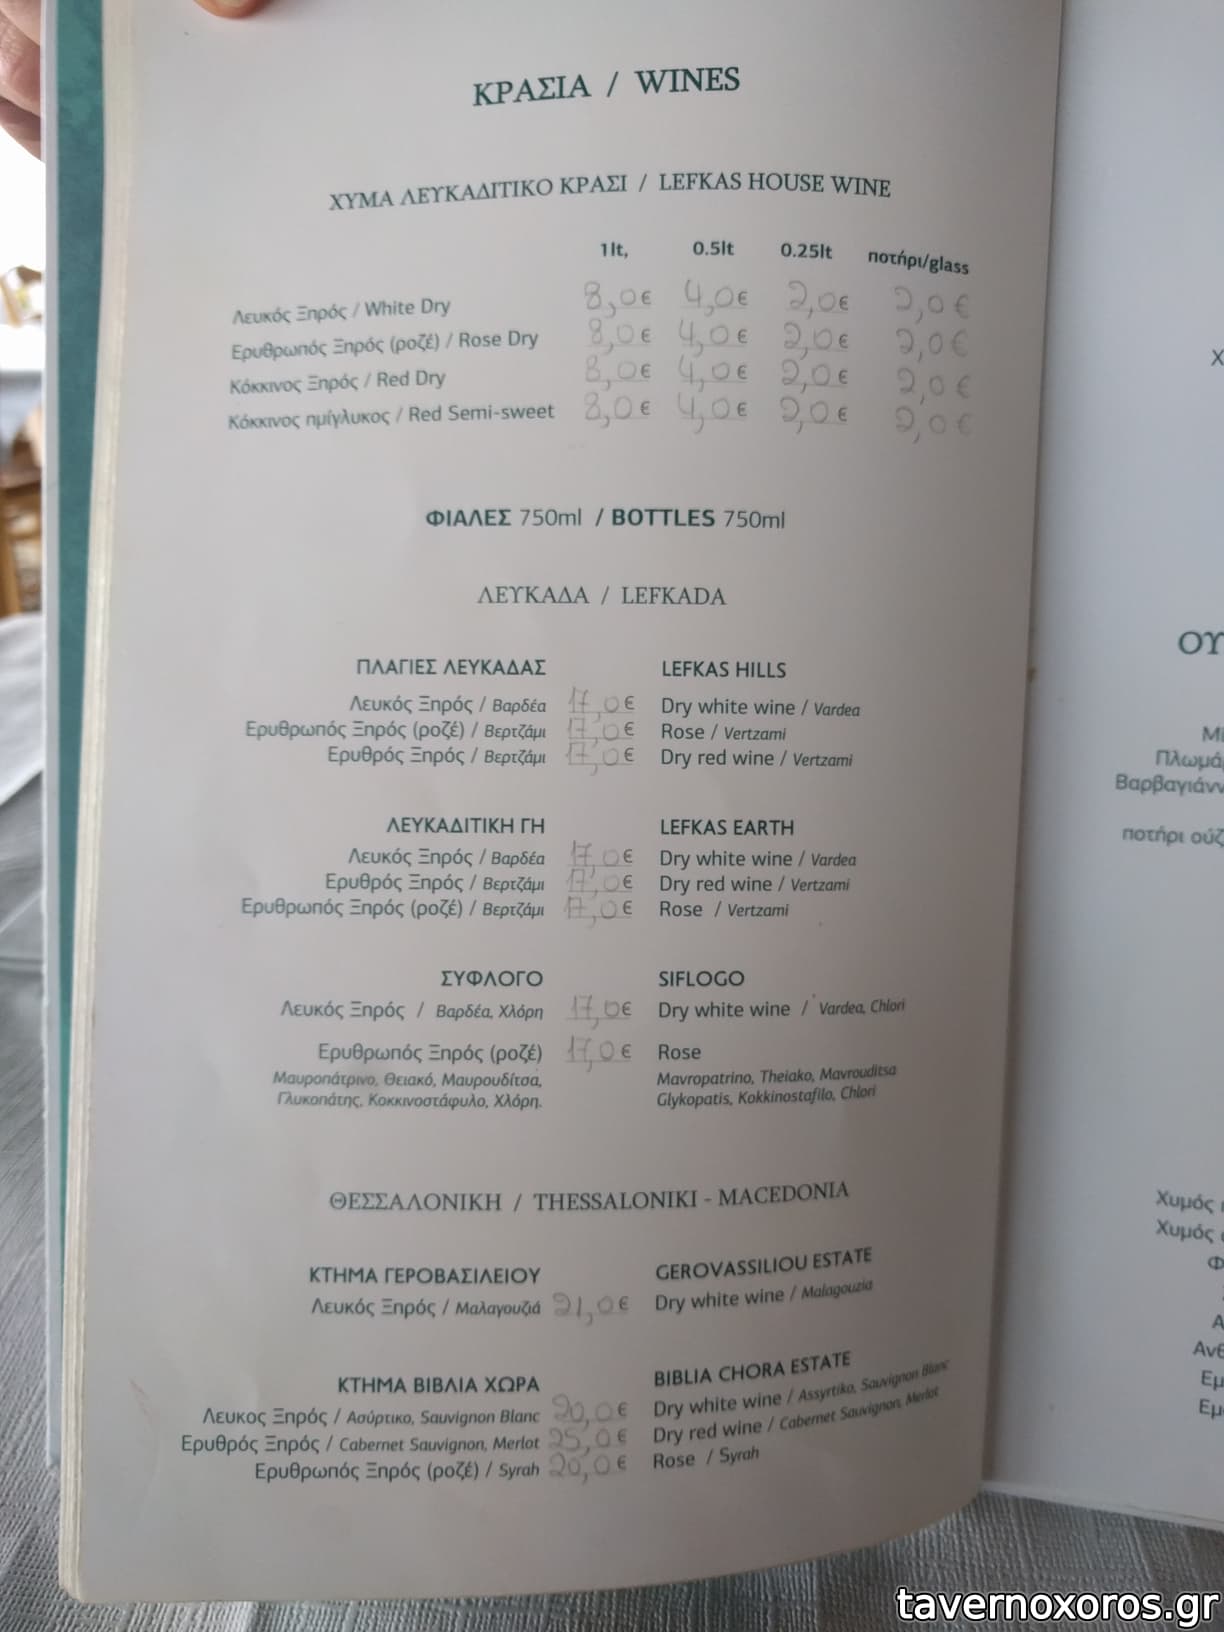 ΚΡΑΣΙΑ / WINES
ΧΥΜΑ ΛΕΥΚΑΔΙΤΙΚΟ ΚΡΑΣΙ / LEFKAS HOUSE WINE
1lt, 0.5lt 0.25lt ποτήρι/glass
Λευκός Ξηρός / White Dry 8,0€ 4,0€ 2,0€ 2,0€
Ερυθρωπός Ξηρός (ροζέ) / Rose Dry 8,0€ 4,0€ 2,0€ 2,0€
Κόκκινος Ξηρός / Red Dry 8,0€ 4,0€ 2,0€ 2,0€
Κόκκινος ημίγλυκος / Red Semi-sweet 8,0€ 4,0€ 2,0€ 2,0€
ΦΙΑΛΕΣ 750ml / BOTTLES 750ml
ΛΕΥΚΑΔΑ / LEFKADA
ΠΛΑΓΙΕΣ ΛΕΥΚΑΔΑΣ LEFKAS HILLS
Λευκός Ξηρός / Βαρδέα 17,0€ Dry white wine / Vardea
Ερυθρωπός Ξηρός (ροζέ) / Βερτζάμι 17,0€ Rose / Vertzami
Ερυθρός Ξηρός / Βερτζάμι 17,0€ Dry red wine / Vertzami
ΛΕΥΚΑΔΙΤΙΚΗ ΓΗ LEFKAS EARTH
Λευκός Ξηρός / Βαρδέα 17,0€ Dry white wine / Vardea
Ερυθρός Ξηρός / Βερτζάμι 17,0€ Dry red wine / Vertzami
Ερυθρωπός Ξηρός (ροζέ) / Βερτζάμι 17,0€ Rose / Vertzami
ΣΥΦΛΟΓΟ SIFLOGO
Λευκός Ξηρός / Βαρδέα, Χλόρη 17,0€ Dry white wine / Vardea, Chlori
Ερυθρωπός Ξηρός (ροζέ) 17,0€ Rose
Μαυροπάτρινο, Θειακό, Μαυρουδίτσα, Mavropatrino, Theiako, Mavrouditsa
Γλυκοπάτης, Κοκκινοστάφυλο, Χλόρη. Glykopatis, Kokkinostafilo, Chlori
ΘΕΣΣΑΛΟΝΙΚΗ / THESSALONIKI - MACEDONIA
ΚΤΗΜΑ ΓΕΡΟΒΑΣΙΛΕΙΟΥ GEROVASSILIOU ESTATE
Λευκός Ξηρός / Μαλαγουζιά 21,0€ Dry white wine / Malagouzia
ΚΤΗΜΑ ΒΙΒΛΙΑ ΧΩΡΑ BIBLIA CHORA ESTATE
Λευκος Ξηρός / Ασύρτικο, Sauvignon Blanc 20,0€ Dry white wine / Assyrtiko, Sauvignon Blanc
Ερυθρός Ξηρός / Cabernet Sauvignon, Merlot 25,0€ Dry red wine / Cabernet Sauvignon, Merlot
Ερυθρωπός Ξηρός (ροζέ) / Syrah 20,0€ Rose / Syrah
Χ
ΟΥ
Πλωμά
Βαρβαγιάνν
ποτήρι ούζ
Χυμός
Χυμός
Φ
Α
Ανθ
Εμ
Εμ
tavernoxoros.gr